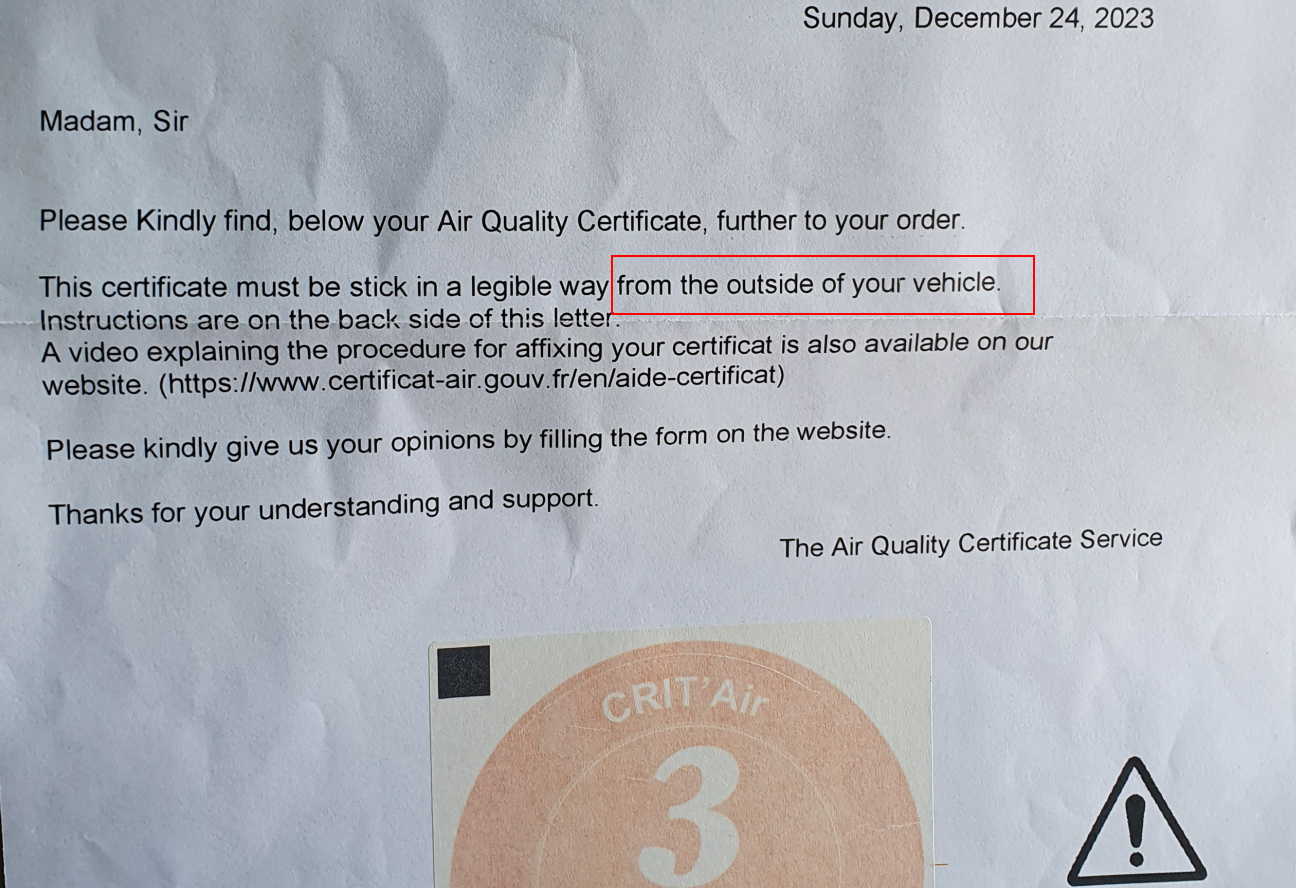 Sunday, December 24, 2023
Madam, Sir
Please Kindly find, below your Air Quality Certificate, further to your order.
This certificate must be stick in a legible way from the outside of your vehicle.
Instructions are on the back side of this letter.
A video explaining the procedure for affixing your certificat is also available on our
website. (https://www.certificat-air.gouv.fr/en/aide-certificat)
Please kindly give us your opinions by filling the form on the website.
Thanks for your understanding and support.
The Air Quality Certificate Service
CRIT'Air
3